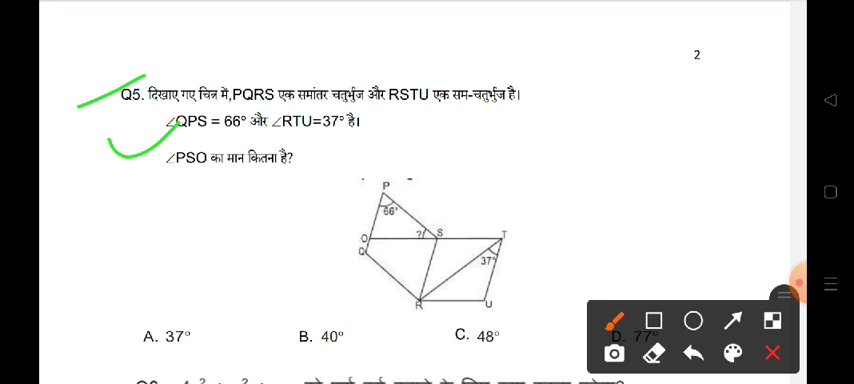 2
Q5. दिखाए गए चित्र में,PQRS एक समांतर चतुर्भुज और RSTU एक सम-चतुर्भुज है।
∠QPS = 66° और ∠RTU=37° है।
∠PSO का मान कितना है?
P
66°
O
?
S
T
Q
37°
R
U
A. 37°
B. 40°
C. 48°
D. 77°